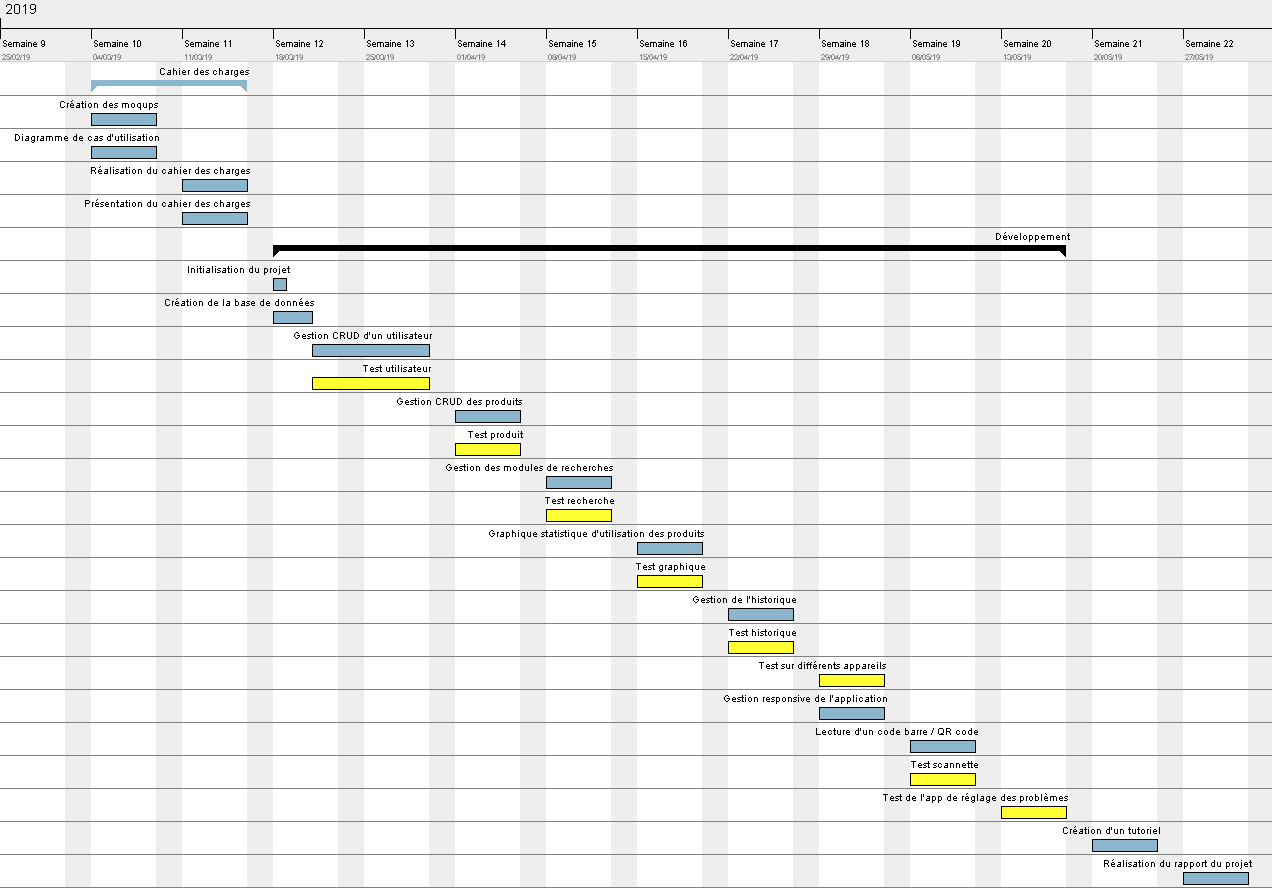 2019
Semaine 9 Semaine 10 Semaine 11 Semaine 12 Semaine 13 Semaine 14 Semaine 15 Semaine 16 Semaine 17 Semaine 18 Semaine 19 Semaine 20 Semaine 21 Semaine 22
25/02/19 04/03/19 11/03/19 18/03/19 25/03/19 01/04/19 08/04/19 15/04/19 22/04/19 29/04/19 06/05/19 13/05/19 20/05/19 27/05/19
Cahier des charges
Création des moqups
Diagramme de cas d'utilisation
Réalisation du cahier des charges
Présentation du cahier des charges
Développement
Initialisation du projet
Création de la base de données
Gestion CRUD d'un utilisateur
Test utilisateur
Gestion CRUD des produits
Test produit
Gestion des modules de recherches
Test recherche
Graphique statistique d'utilisation des produits
Test graphique
Gestion de l'historique
Test historique
Test sur différents appareils
Gestion responsive de l'application
Lecture d'un code barre / QR code
Test scannette
Test de l'app de réglage des problèmes
Création d'un tutoriel
Réalisation du rapport du projet